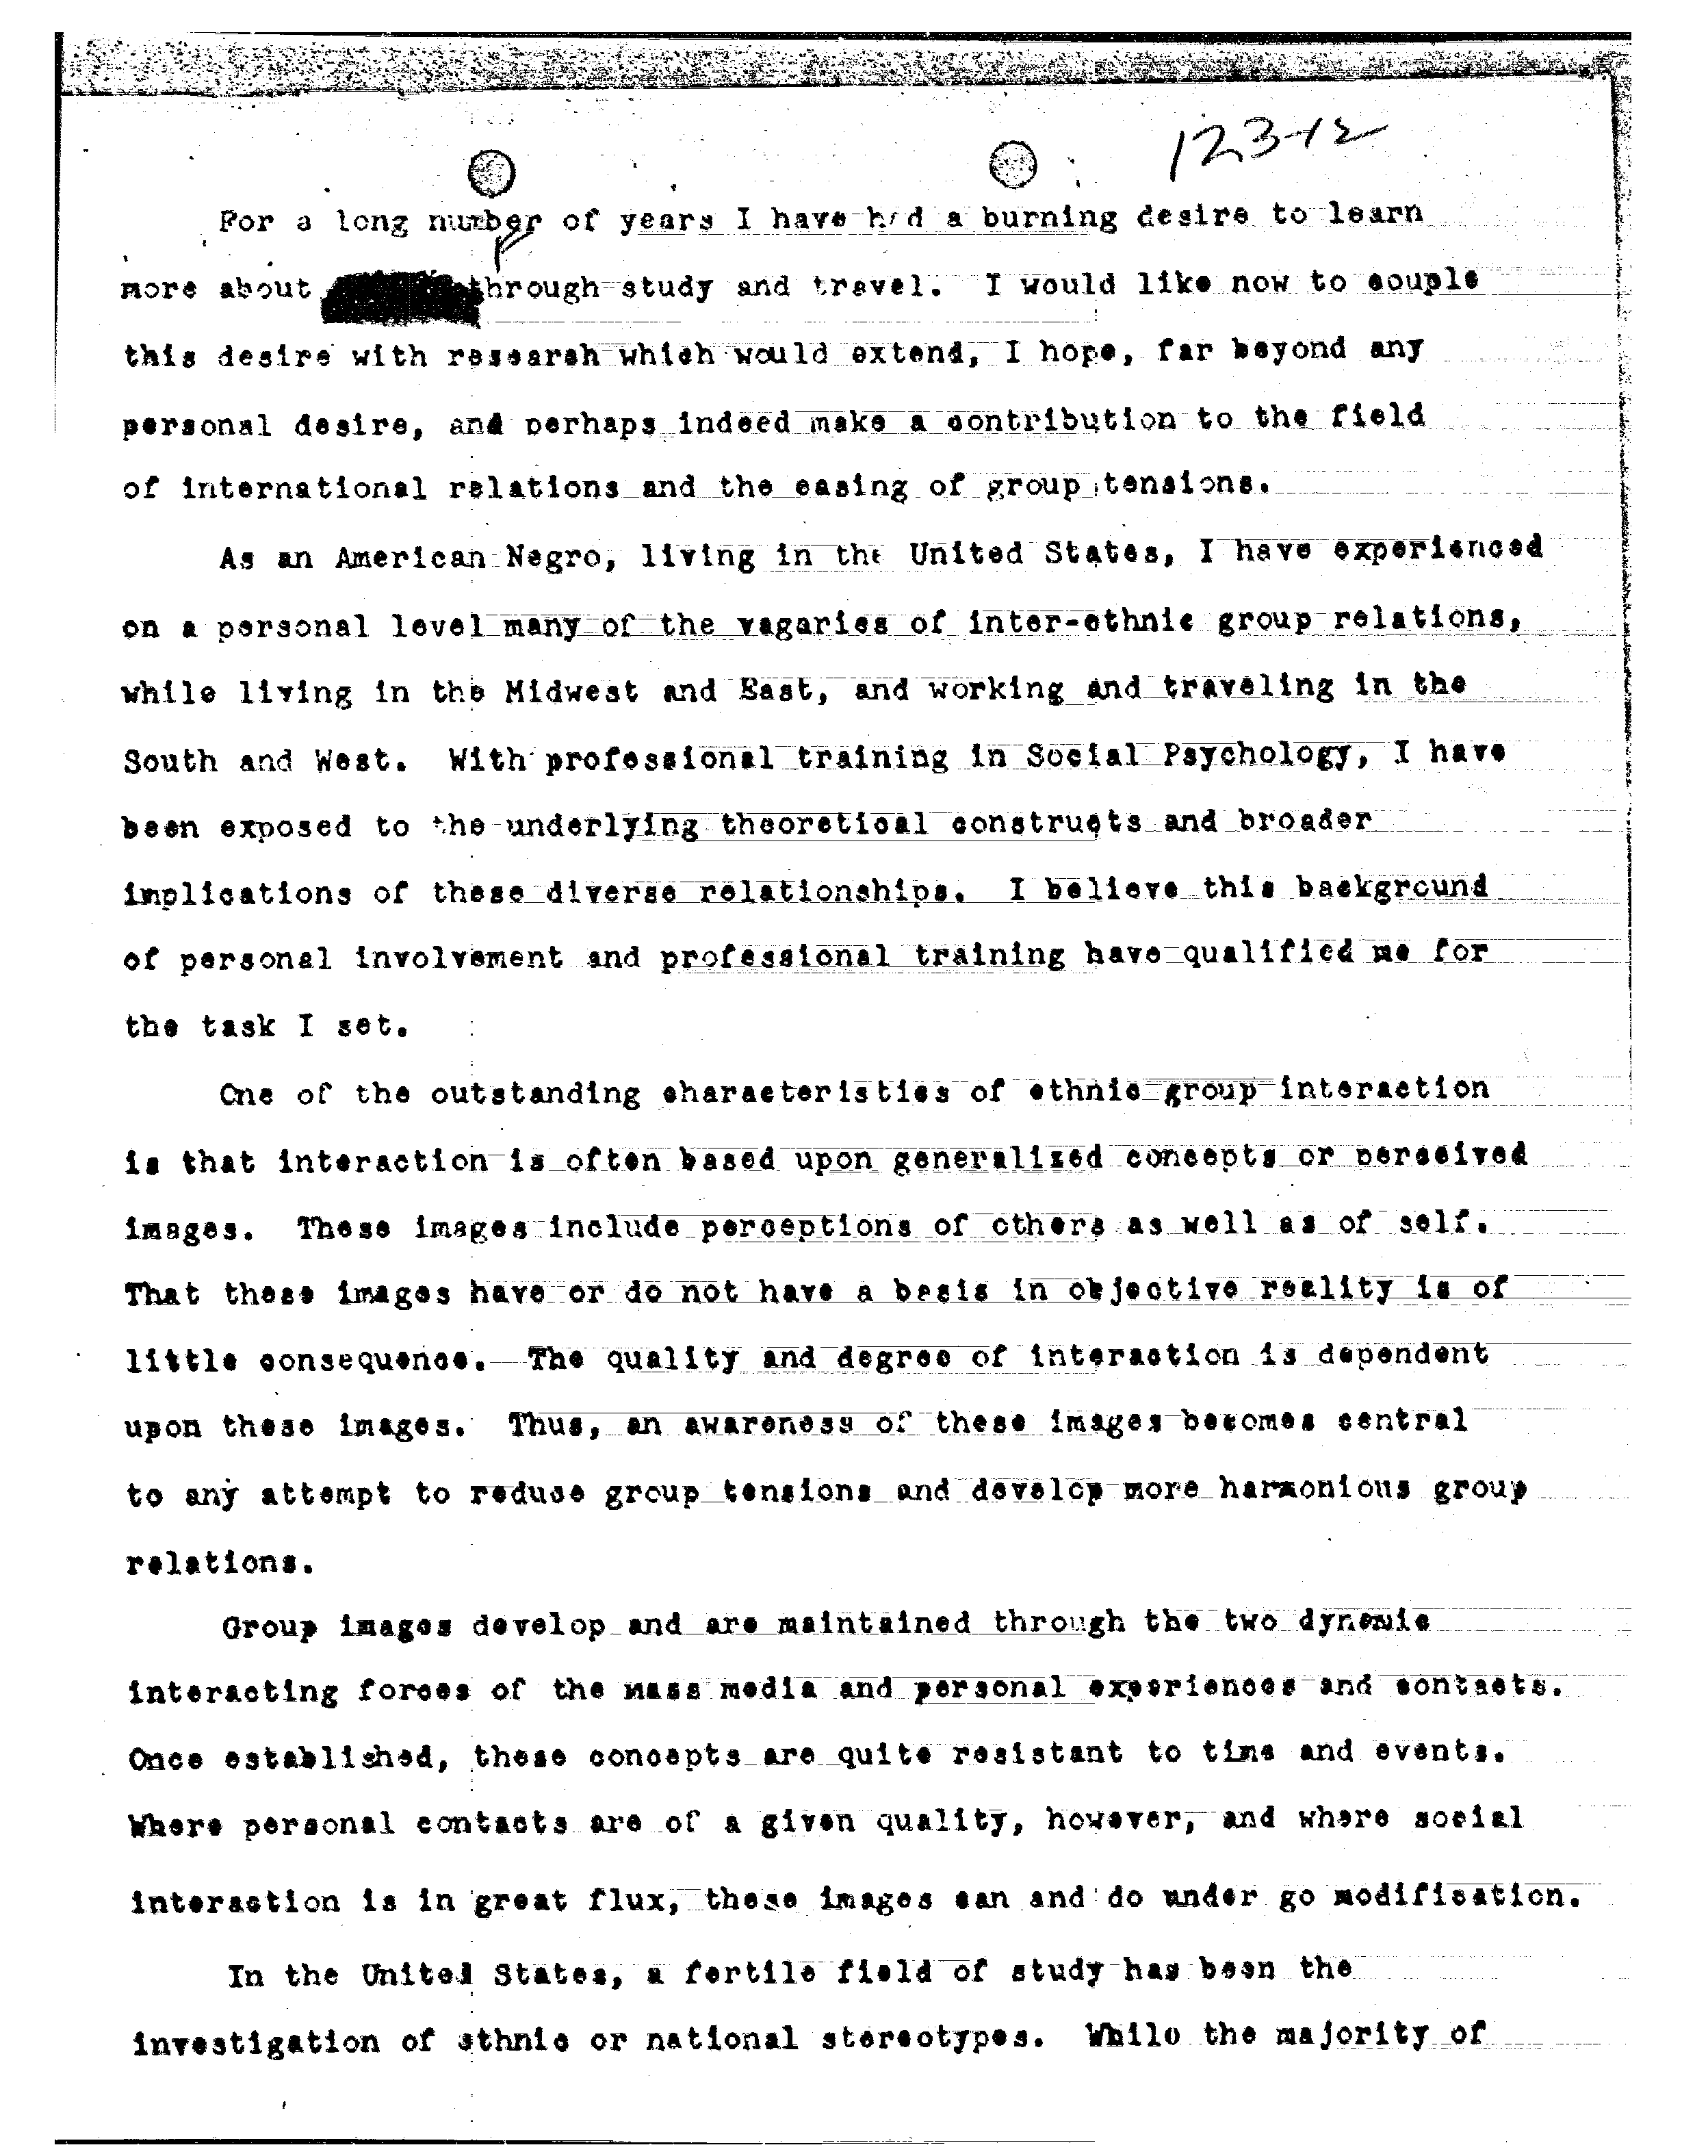 123-12
For a long number of years I have had a burning desire to learn
more about through study and travel. I would like now to couple
this desire with research which would extend, I hope, far beyond any
personal desire, and perhaps indeed make a contribution to the field
of international relations and the easing of group tensions.
As an American Negro, living in the United States, I have experienced
on a personal level many of the vagaries of inter-ethnic group relations,
while living in the Midwest and East, and working and traveling in the
South and West. With professional training in Social Psychology, I have
been exposed to the underlying theoretical constructs and broader
implications of these diverse relationships. I believe this background
of personal involvement and professional training have qualified me for
the task I set.
One of the outstanding characteristics of ethnic group interaction
is that interaction is often based upon generalized concepts or perceived
images. These images include perceptions of others as well as of self.
That these images have or do not have a basis in objective reality is of
little consequence. The quality and degree of interaction is dependent
upon these images. Thus, an awareness of these images becomes central
to any attempt to reduce group tensions and develop more harmonious group
relations.
Group images develop and are maintained through the two dynamic
interacting forces of the mass media and personal experiences and contacts.
Once established, these concepts are quite resistant to time and events.
Where personal contacts are of a given quality, however, and where social
interaction is in great flux, these images can and do under go modification.
In the United States, a fertile field of study has been the
investigation of ethnic or national stereotypes. While the majority of